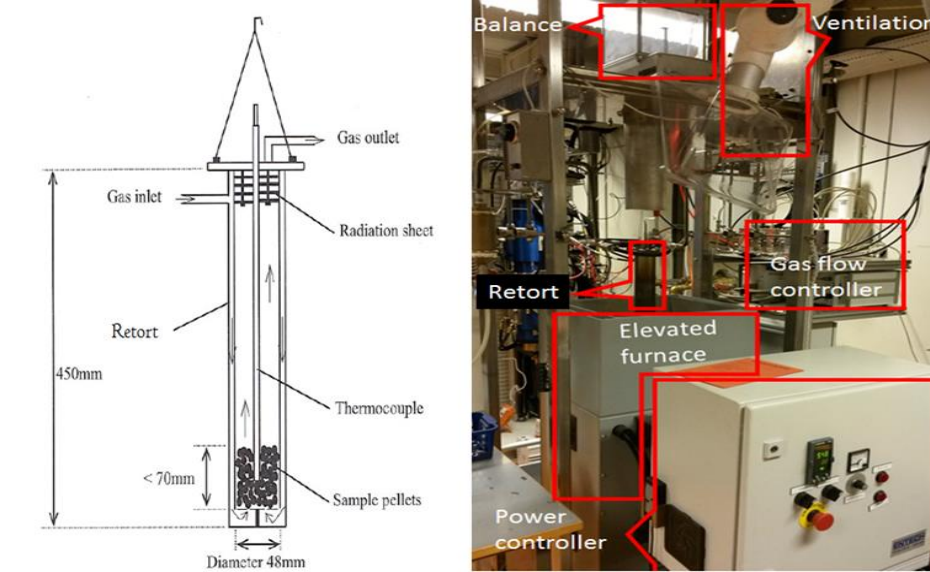 Gas outlet
Gas inlet
Radiation sheet
Retort
450mm
Thermocouple
< 70mm
Sample pellets
Diameter 48mm
Balance
Ventilation
Gas flow
controller
Retort
Elevated
furnace
Power
controller
ENTECH